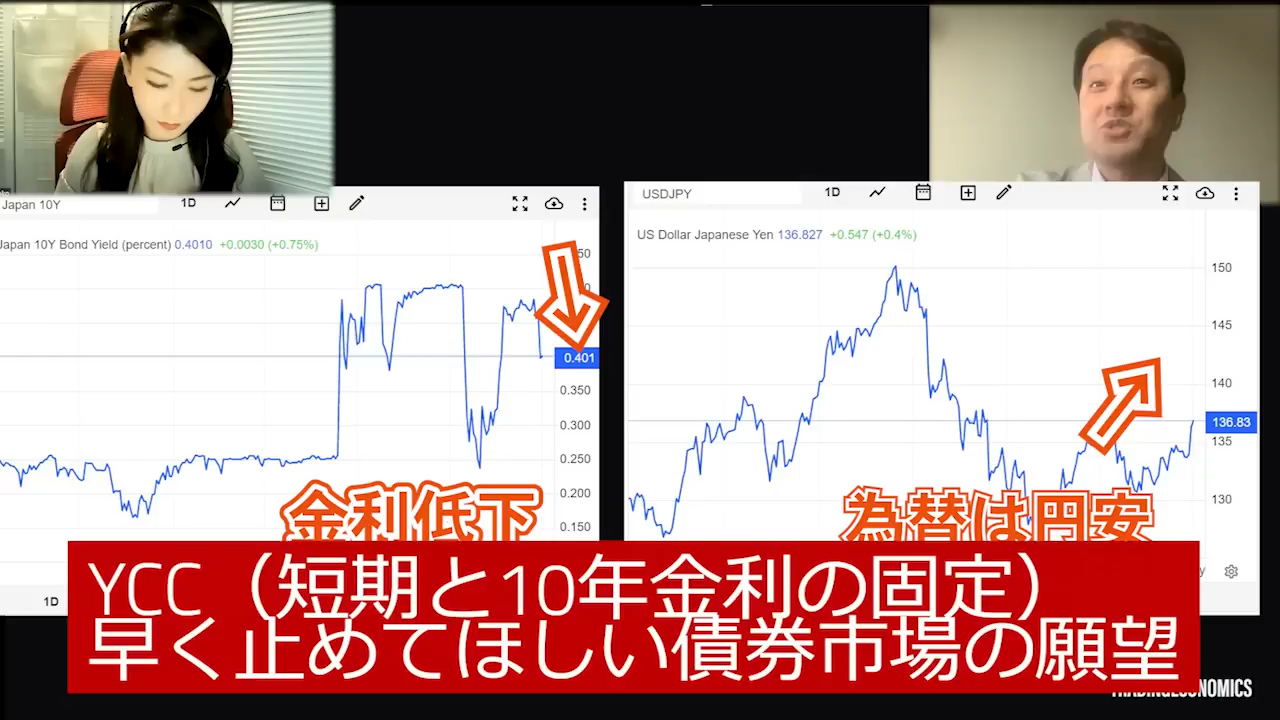 Japan 10Y
1D
USDJPY
1D
Japan 10Y Bond Yield (percent) 0.4010 +0.0030 (+0.75%)
US Dollar Japanese Yen 136.827 +0.547 (+0.4%)
0.401
0.350
0.300
0.250
0.200
0.150
150
145
140
136.83
135
130
金利低下
為替は円安
1D
YCC（短期と10年金利の固定）
早く止めてほしい債券市場の願望
TRADINGECONOMICS